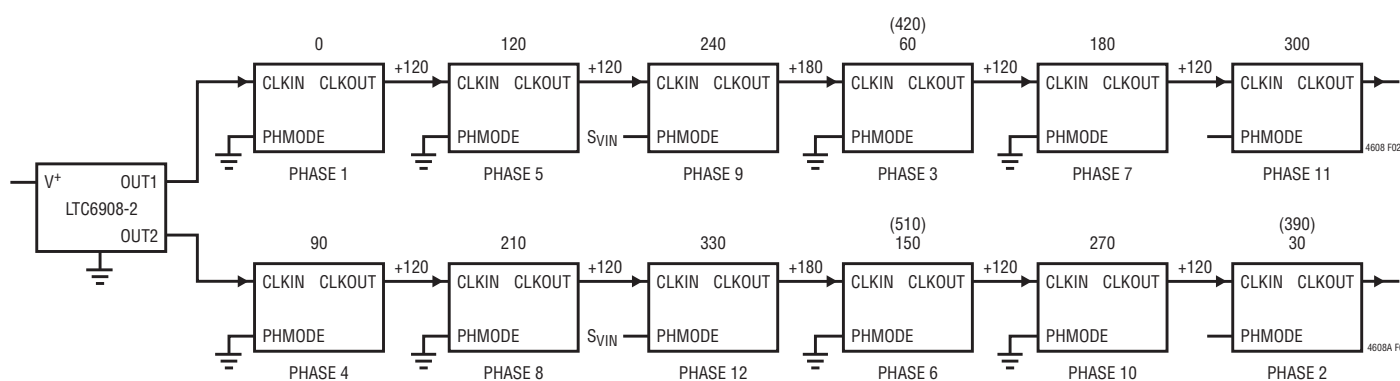 (420)
0 120 240 60 180 300
+120 +120 +180 +120 +120
CLKIN CLKOUT CLKIN CLKOUT CLKIN CLKOUT CLKIN CLKOUT CLKIN CLKOUT CLKIN CLKOUT
PHMODE PHMODE SVIN PHMODE PHMODE PHMODE PHMODE
4608 F02
PHASE 1 PHASE 5 PHASE 9 PHASE 3 PHASE 7 PHASE 11
V+ OUT1
LTC6908-2
OUT2
(510) (390)
90 210 330 150 270 30
+120 +120 +180 +120 +120
CLKIN CLKOUT CLKIN CLKOUT CLKIN CLKOUT CLKIN CLKOUT CLKIN CLKOUT CLKIN CLKOUT
PHMODE PHMODE SVIN PHMODE PHMODE PHMODE PHMODE
4608A F
PHASE 4 PHASE 8 PHASE 12 PHASE 6 PHASE 10 PHASE 2